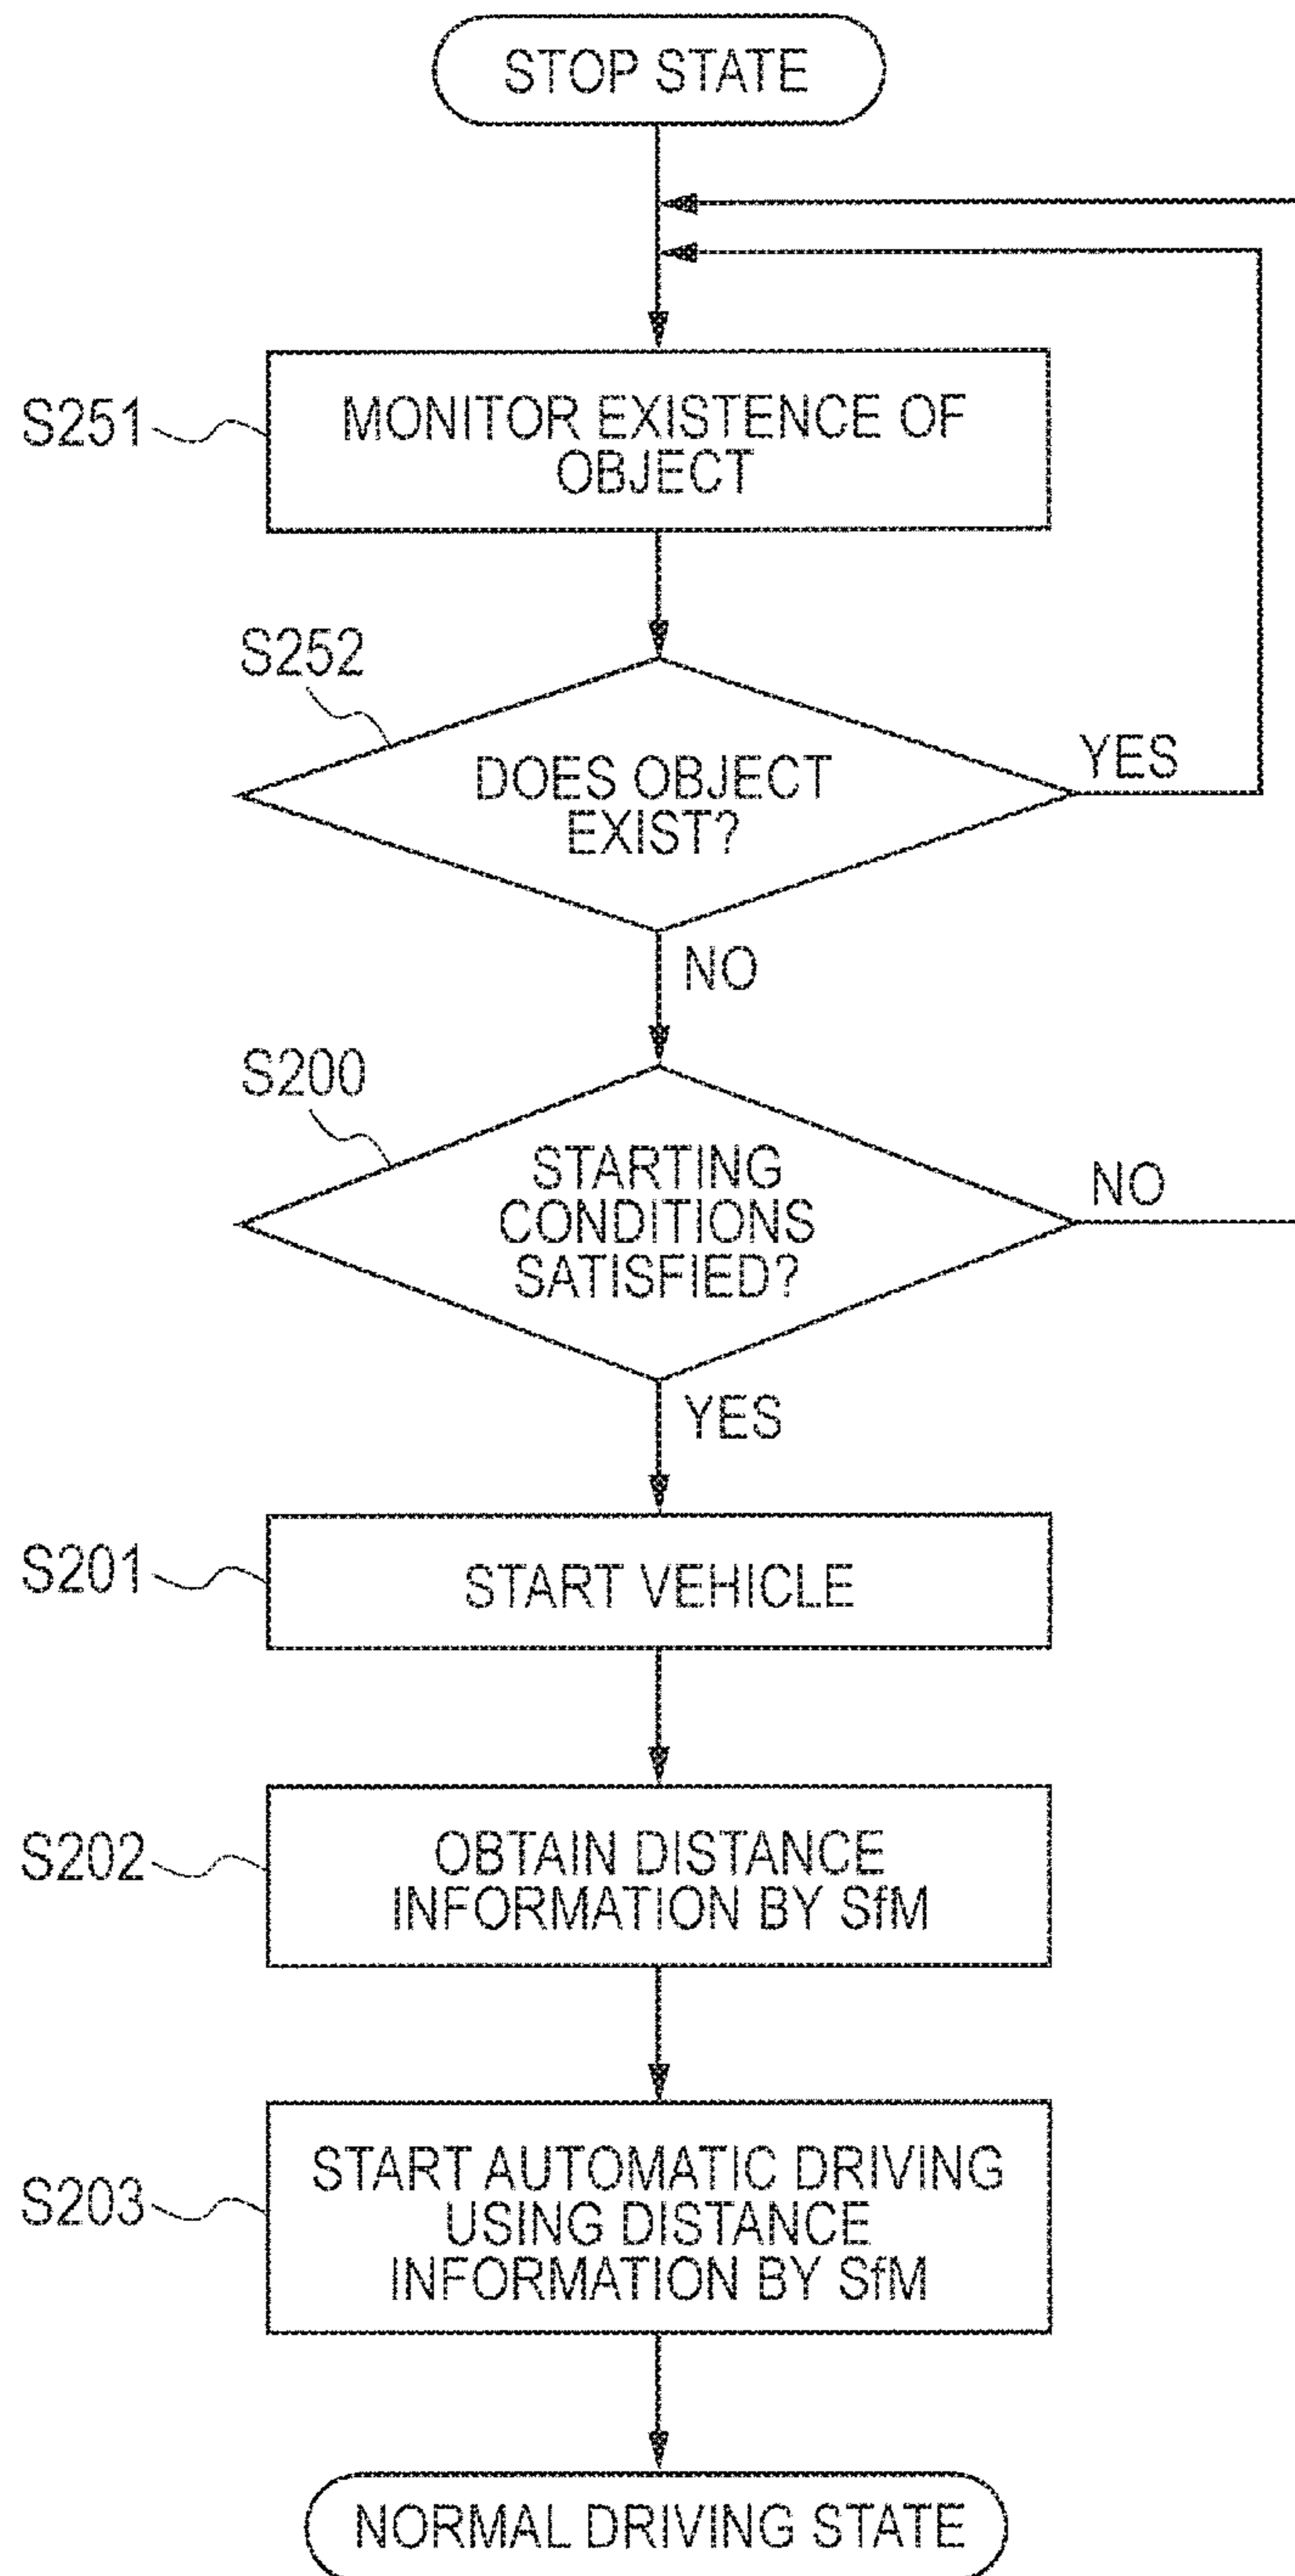 STOP STATE
S251
MONITOR EXISTENCE OF
OBJECT
S252
DOES OBJECT
EXIST?
YES
NO
S200
STARTING
CONDITIONS
SATISFIED?
NO
YES
S201
START VEHICLE
S202
OBTAIN DISTANCE
INFORMATION BY SfM
S203
START AUTOMATIC DRIVING
USING DISTANCE
INFORMATION BY SfM
NORMAL DRIVING STATE